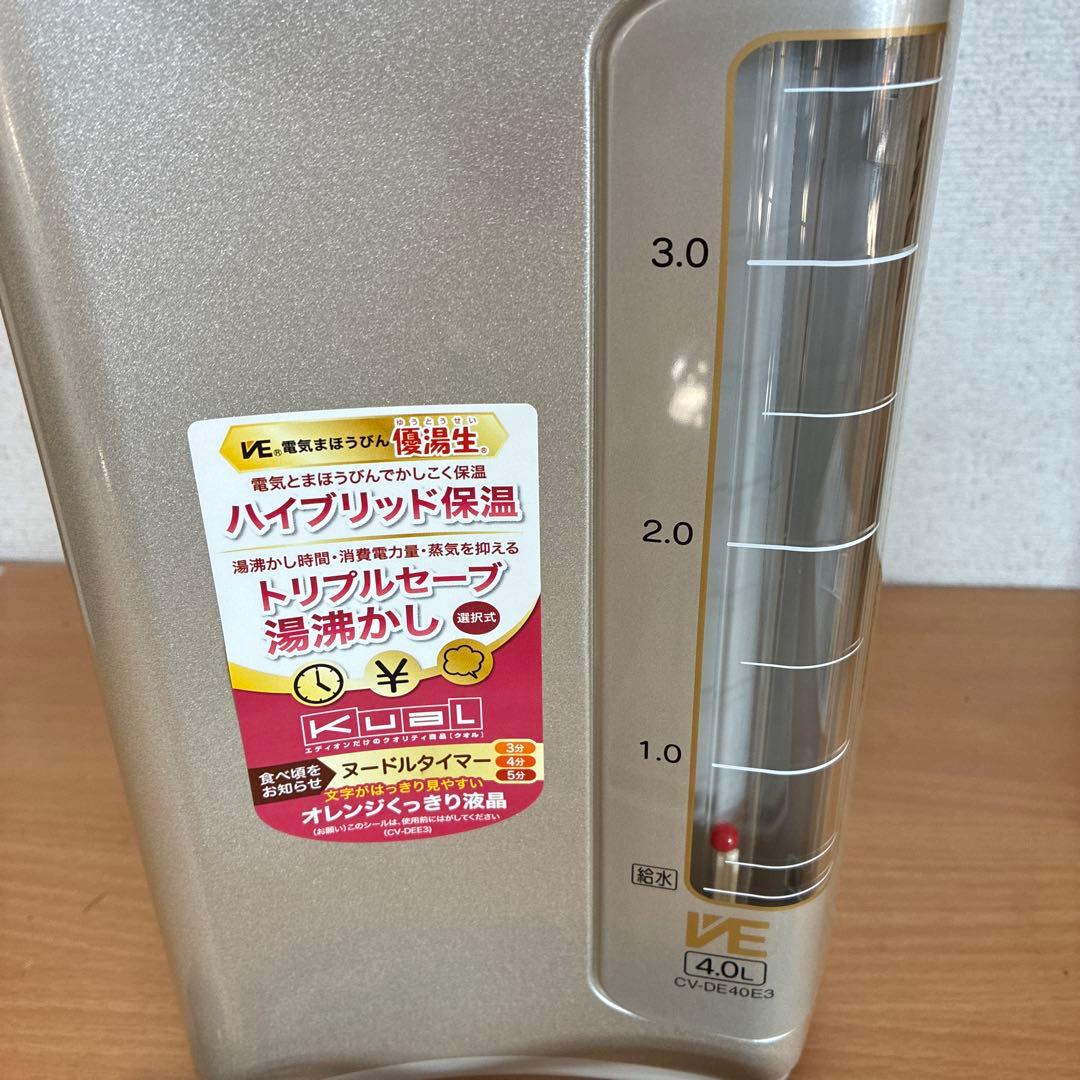 VE®電気まほうびん 優湯生®
ゆうとうせい
電気とまほうびんでかしこく保温
ハイブリッド保温
湯沸かし時間・消費電力量・蒸気を抑える
トリプルセーブ
湯沸かし 選択式
¥
KuaL
エディオンだけのクオリティ商品[クオル]
食べ頃を
お知らせ
ヌードルタイマー
3分
4分
5分
文字がはっきり見やすい
オレンジくっきり液晶
(お願い)このシールは、使用前にはがしてください
(CV-DEE3)
3.0
2.0
1.0
給水
VE
4.0L
CV-DE40E3